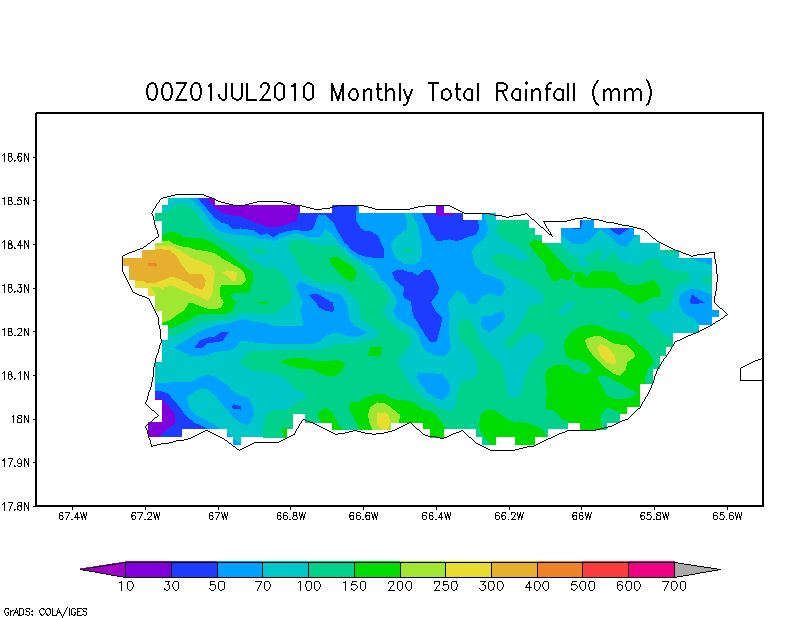 00Z01JUL2010 Monthly Total Rainfall (mm)
18.6N
18.5N
18.4N
18.3N
18.2N
18.1N
18N
17.9N
17.8N
67.4W 67.2W 67W 66.8W 66.6W 66.4W 66.2W 66W 65.8W 65.6W
10 30 50 70 100 150 200 250 300 400 500 600 700
GrADS: COLA/IGES